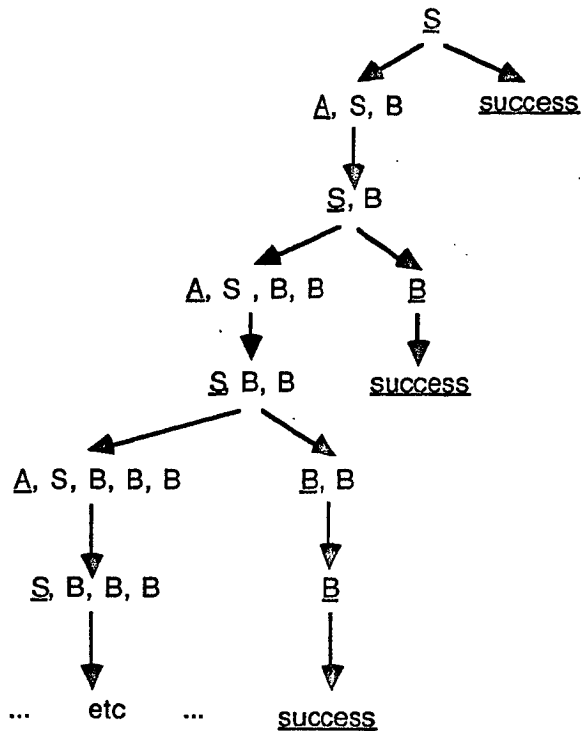 S
A, S, B success
S, B
A, S , B, B B
S, B, B success
A, S, B, B, B B, B
S, B, B, B B
... etc ... success